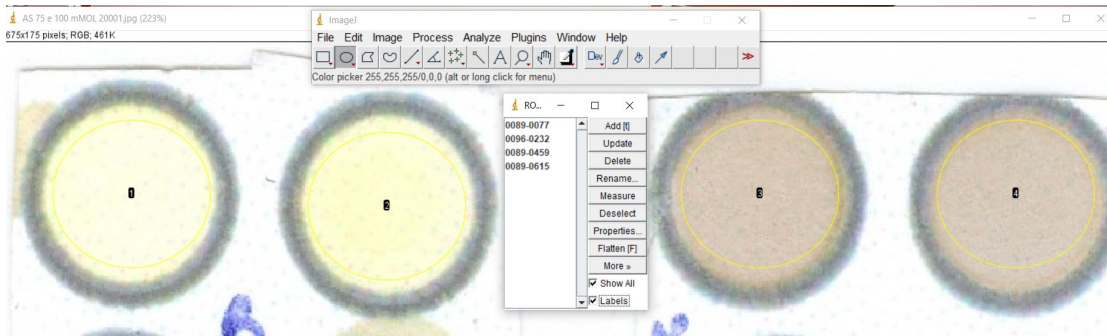 AS 75 e 100 mMOL 20001.jpg (223%)
675x175 pixels; RGB; 461K
ImageJ
File Edit Image Process Analyze Plugins Window Help
A Dev
Color picker 255,255,255/0,0,0 (alt or long click for menu)
RO...
0089-0077
0096-0232
0089-0459
0089-0615
Add [t]
Update
Delete
Rename...
Measure
Deselect
Properties...
Flatten [F]
More »
Show All
Labels
1
2
3
4